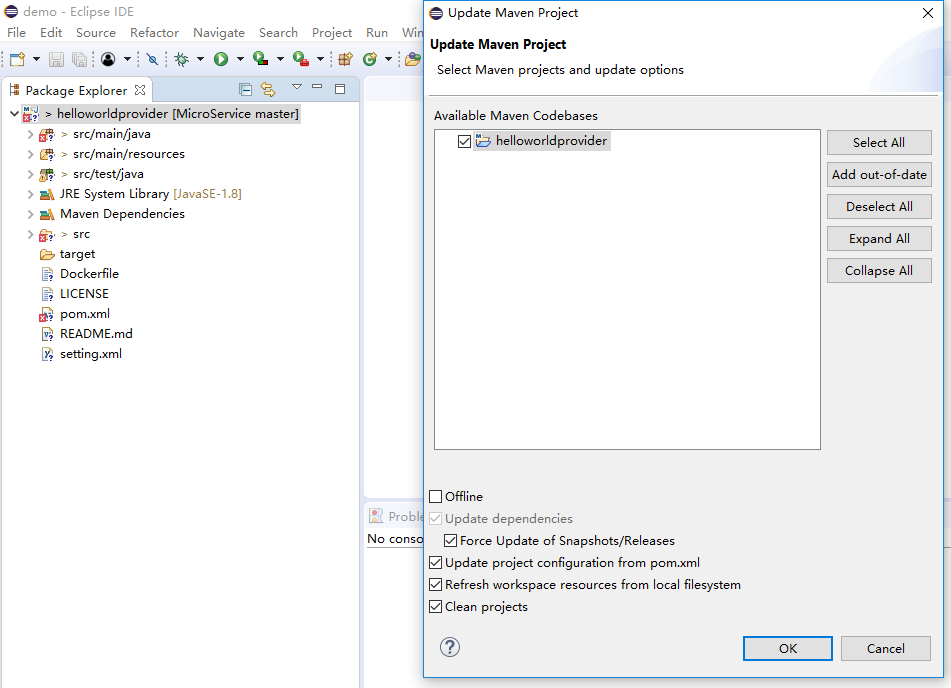 demo - Eclipse IDE
File Edit Source Refactor Navigate Search Project Run Win
Package Explorer
> helloworldprovider [MicroService master]
> src/main/java
> src/main/resources
> src/test/java
JRE System Library [JavaSE-1.8]
Maven Dependencies
> src
target
Dockerfile
LICENSE
pom.xml
README.md
setting.xml
Proble
No conso
Update Maven Project
Update Maven Project
Select Maven projects and update options
Available Maven Codebases
helloworldprovider
Select All
Add out-of-date
Deselect All
Expand All
Collapse All
Offline
Update dependencies
Force Update of Snapshots/Releases
Update project configuration from pom.xml
Refresh workspace resources from local filesystem
Clean projects
OK Cancel